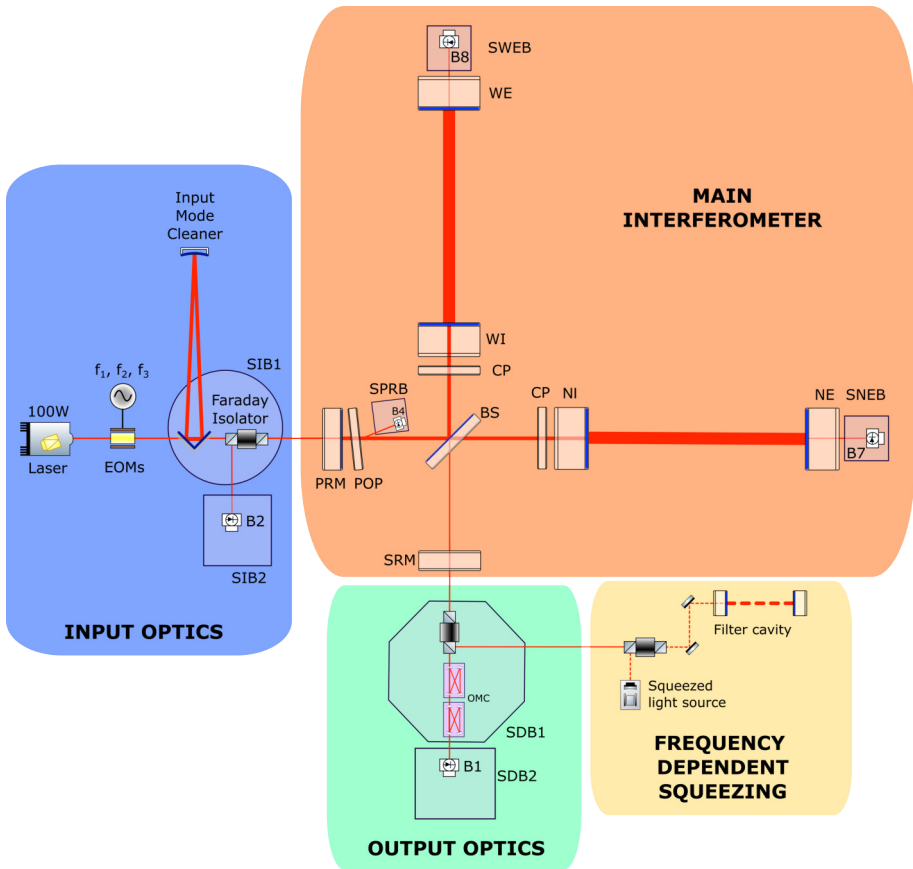 Input
Mode
Cleaner
SIB1
f₁, f₂, f₃
Faraday
Isolator
100W
Laser
EOMs
B2
SIB2
INPUT OPTICS
SWEB
B8
WE
MAIN
INTERFEROMETER
WI
CP
SPRB
B4
BS
CP
NI
NE
SNEB
B7
PRM
POP
SRM
OMC
SDB1
B1
SDB2
OUTPUT OPTICS
Filter cavity
Squeezed
light source
FREQUENCY
DEPENDENT
SQUEEZING